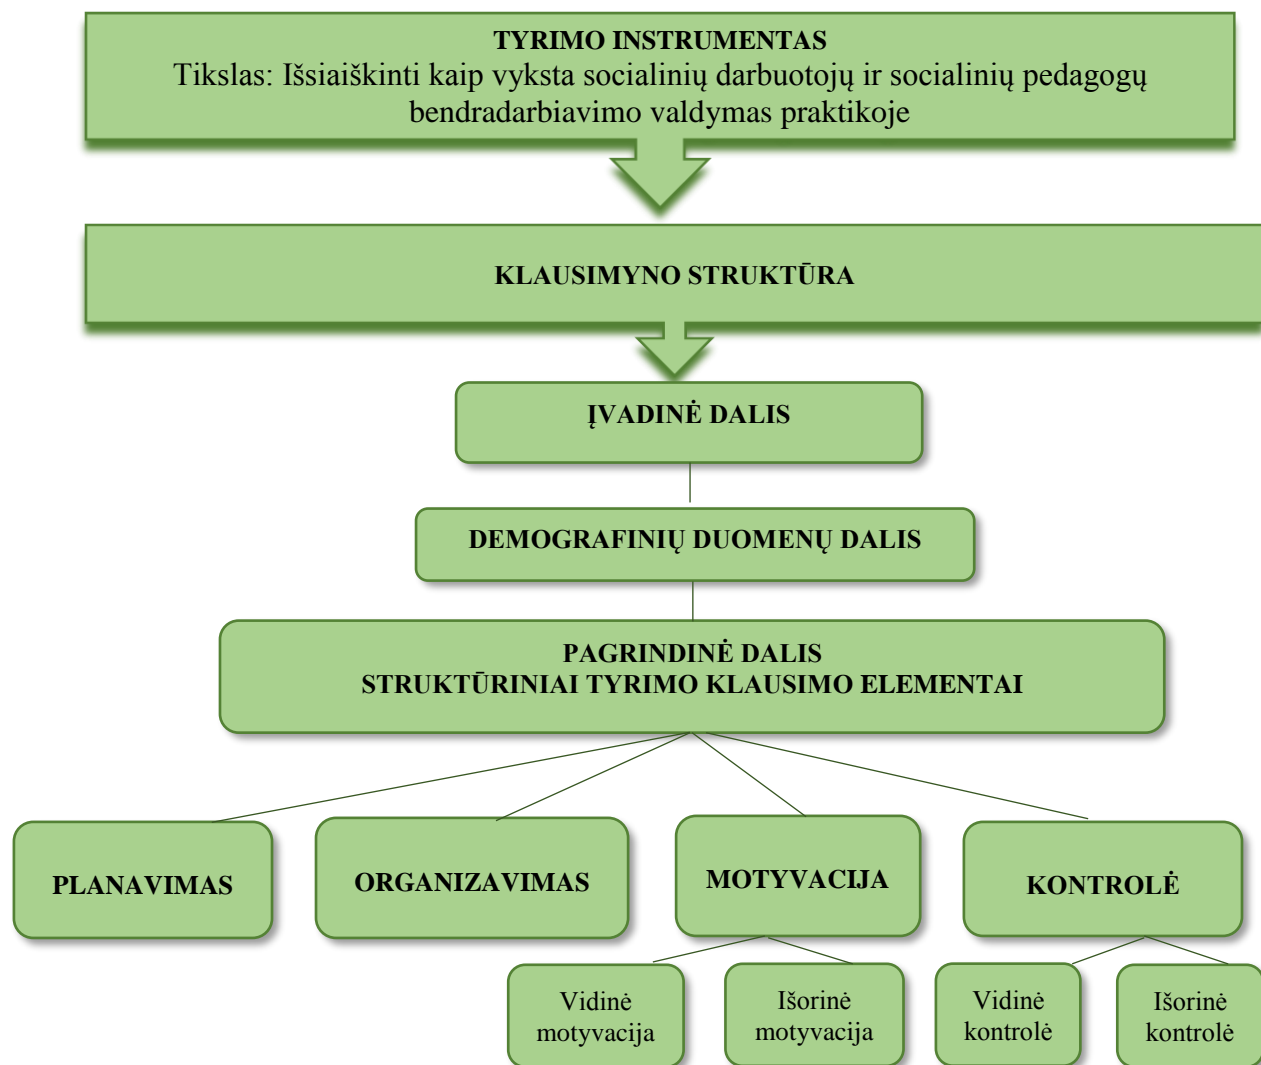 TYRIMO INSTRUMENTAS
Tikslas: Išsiaiškinti kaip vyksta socialinių darbuotojų ir socialinių pedagogų
bendradarbiavimo valdymas praktikoje
KLAUSIMYNO STRUKTŪRA
ĮVADINĖ DALIS
DEMOGRAFINIŲ DUOMENŲ DALIS
PAGRINDINĖ DALIS
STRUKTŪRINIAI TYRIMO KLAUSIMO ELEMENTAI
PLANAVIMAS
ORGANIZAVIMAS
MOTYVACIJA
KONTROLĖ
Vidinė
motyvacija
Išorinė
motyvacija
Vidinė
kontrolė
Išorinė
kontrolė